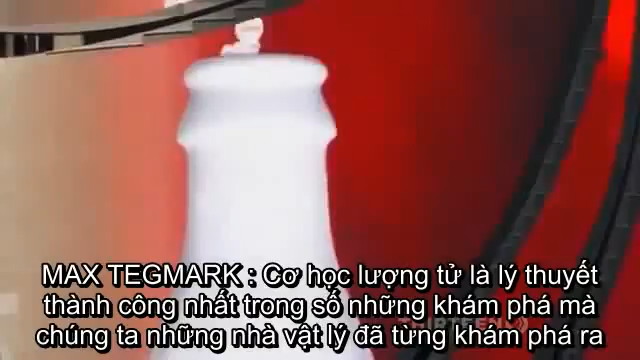 MAX TEGMARK : Cơ học lượng tử là lý thuyết
thành công nhất trong số những khám phá mà
chúng ta những nhà vật lý đã từng khám phá ra